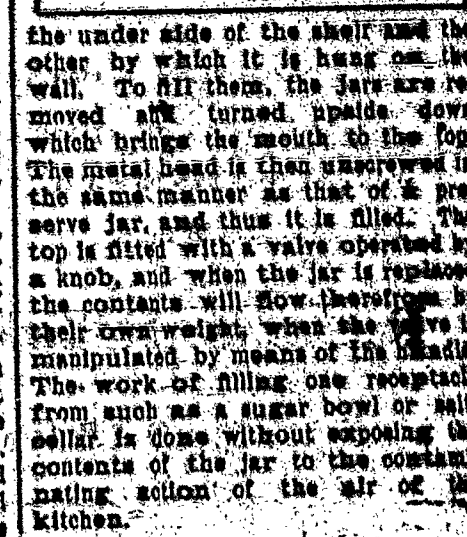 the under side of the shelf and the
other by which it is hung on the
wall. To fill them, the jars are re
moved and turned upside down
which brings the mouth to the top
The metal head is then unscrewed in
the same manner as that of a pre
serve jar, and thus it is filled. The
top is fitted with a valve operated by
a knob, and when the jar is replaced
the contents will flow therefrom by
their own weight when the valve is
manipulated by means of the handle
The work of filling one receptacle
from such as a sugar bowl or salt
cellar is done without exposing the
contents of the jar to the contami
nating action of the air of the
kitchen.